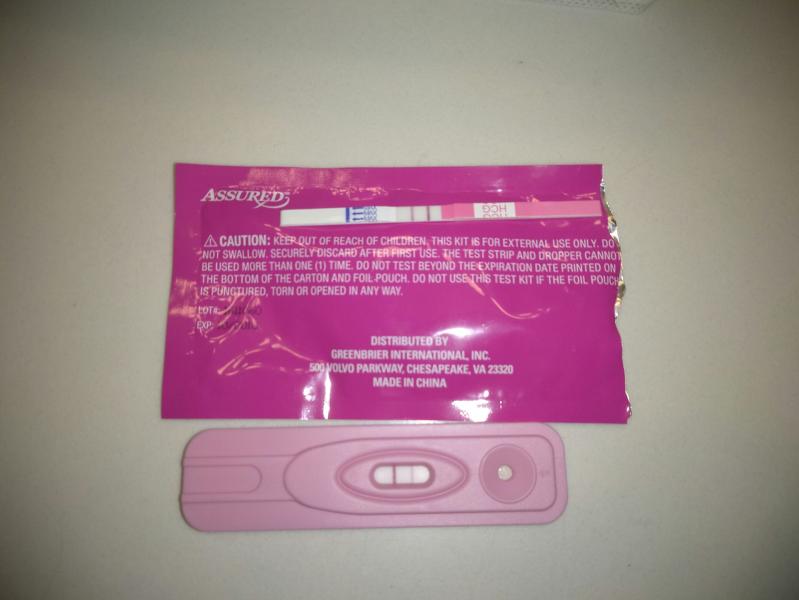 ASSURED
MAX MAX
HCG HCG
⚠ CAUTION: KEEP OUT OF REACH OF CHILDREN. THIS KIT IS FOR EXTERNAL USE ONLY. DO
NOT SWALLOW. SECURELY DISCARD AFTER FIRST USE. THE TEST STRIP AND DROPPER CANNOT
BE USED MORE THAN ONE (1) TIME. DO NOT TEST BEYOND THE EXPIRATION DATE PRINTED ON
THE BOTTOM OF THE CARTON AND FOIL-POUCH. DO NOT USE THIS TEST KIT IF THE FOIL POUCH
IS PUNCTURED, TORN OR OPENED IN ANY WAY.
LOT#:
EXP:
DISTRIBUTED BY
GREENBRIER INTERNATIONAL, INC.
500 VOLVO PARKWAY, CHESAPEAKE, VA 23320
MADE IN CHINA